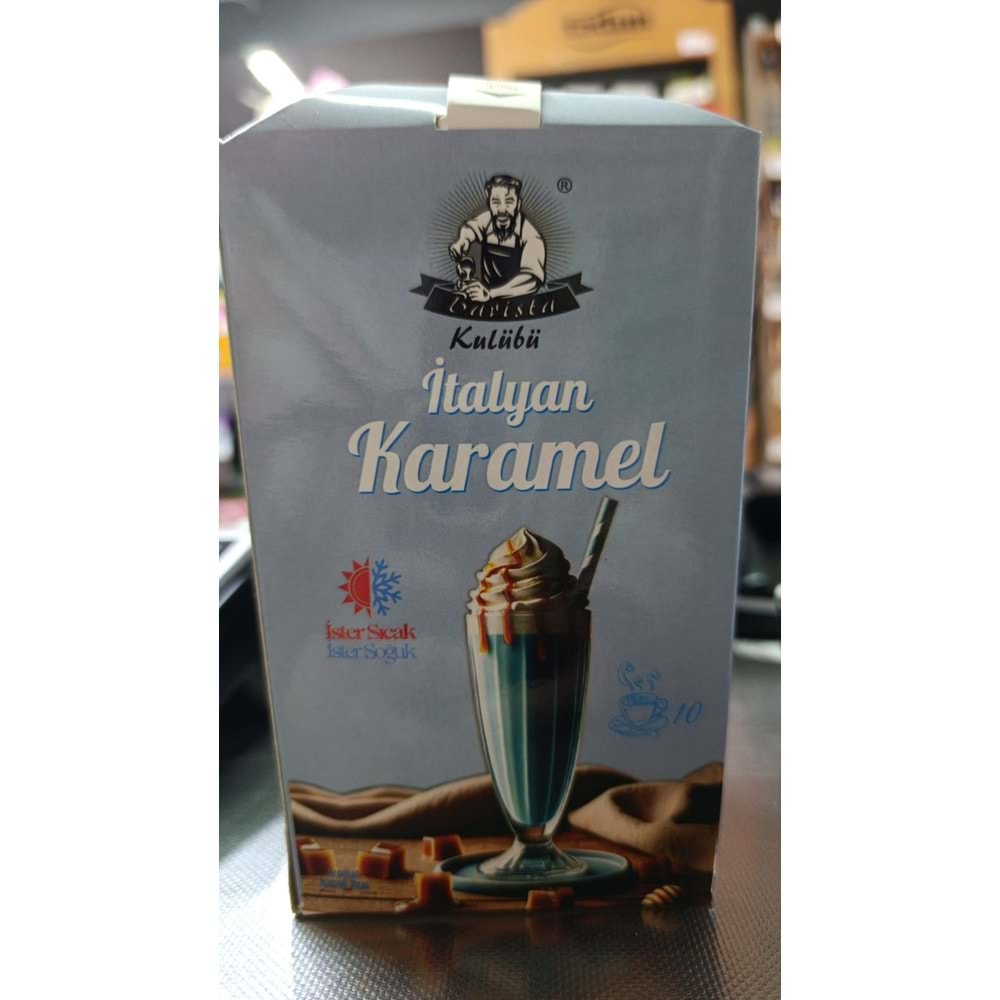 ®
Barista
Kulübü
İtalyan
Karamel
İster Sıcak
İster Soğuk
10